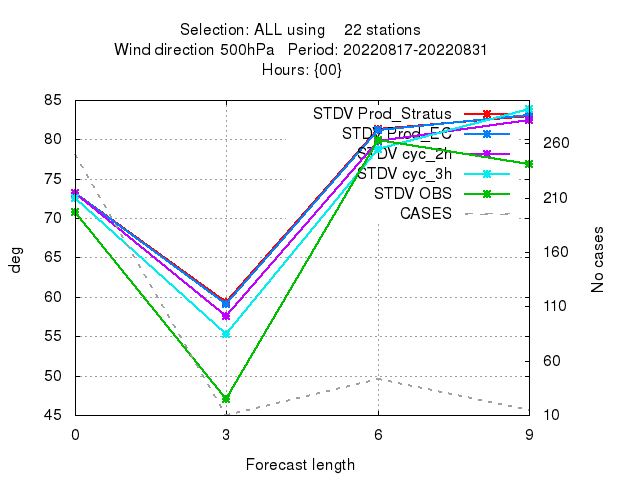 Selection: ALL using 22 stations
Wind direction 500hPa Period: 20220817-20220831
Hours: {00}
STDV Prod_Stratus
STDV Prod_EC
STDV cyc_2h
STDV cyc_3h
STDV OBS
CASES
85
80
75
70
65
60
55
50
45
deg
260
210
160
110
60
10
No cases
0 3 6 9
Forecast length